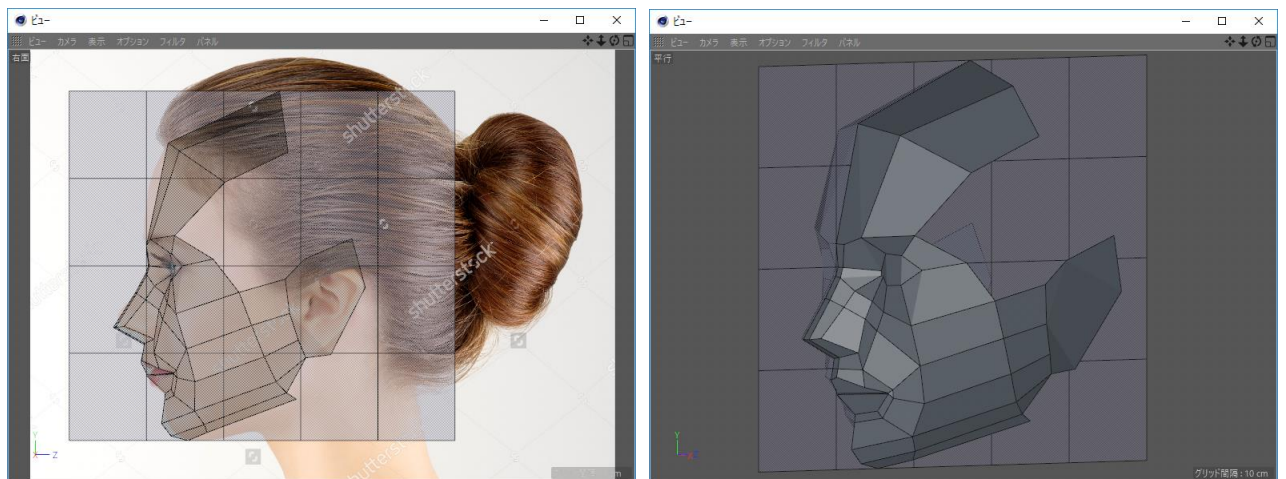 ビュー
ビュー カメラ 表示 オプション フィルタ パネル
右面
shutterstock
shutterstock
shutterstock
shutterstock
Y
Z
ビュー
ビュー カメラ 表示 オプション フィルタ パネル
平行
Y
X Z
グリッド間隔 : 10 cm